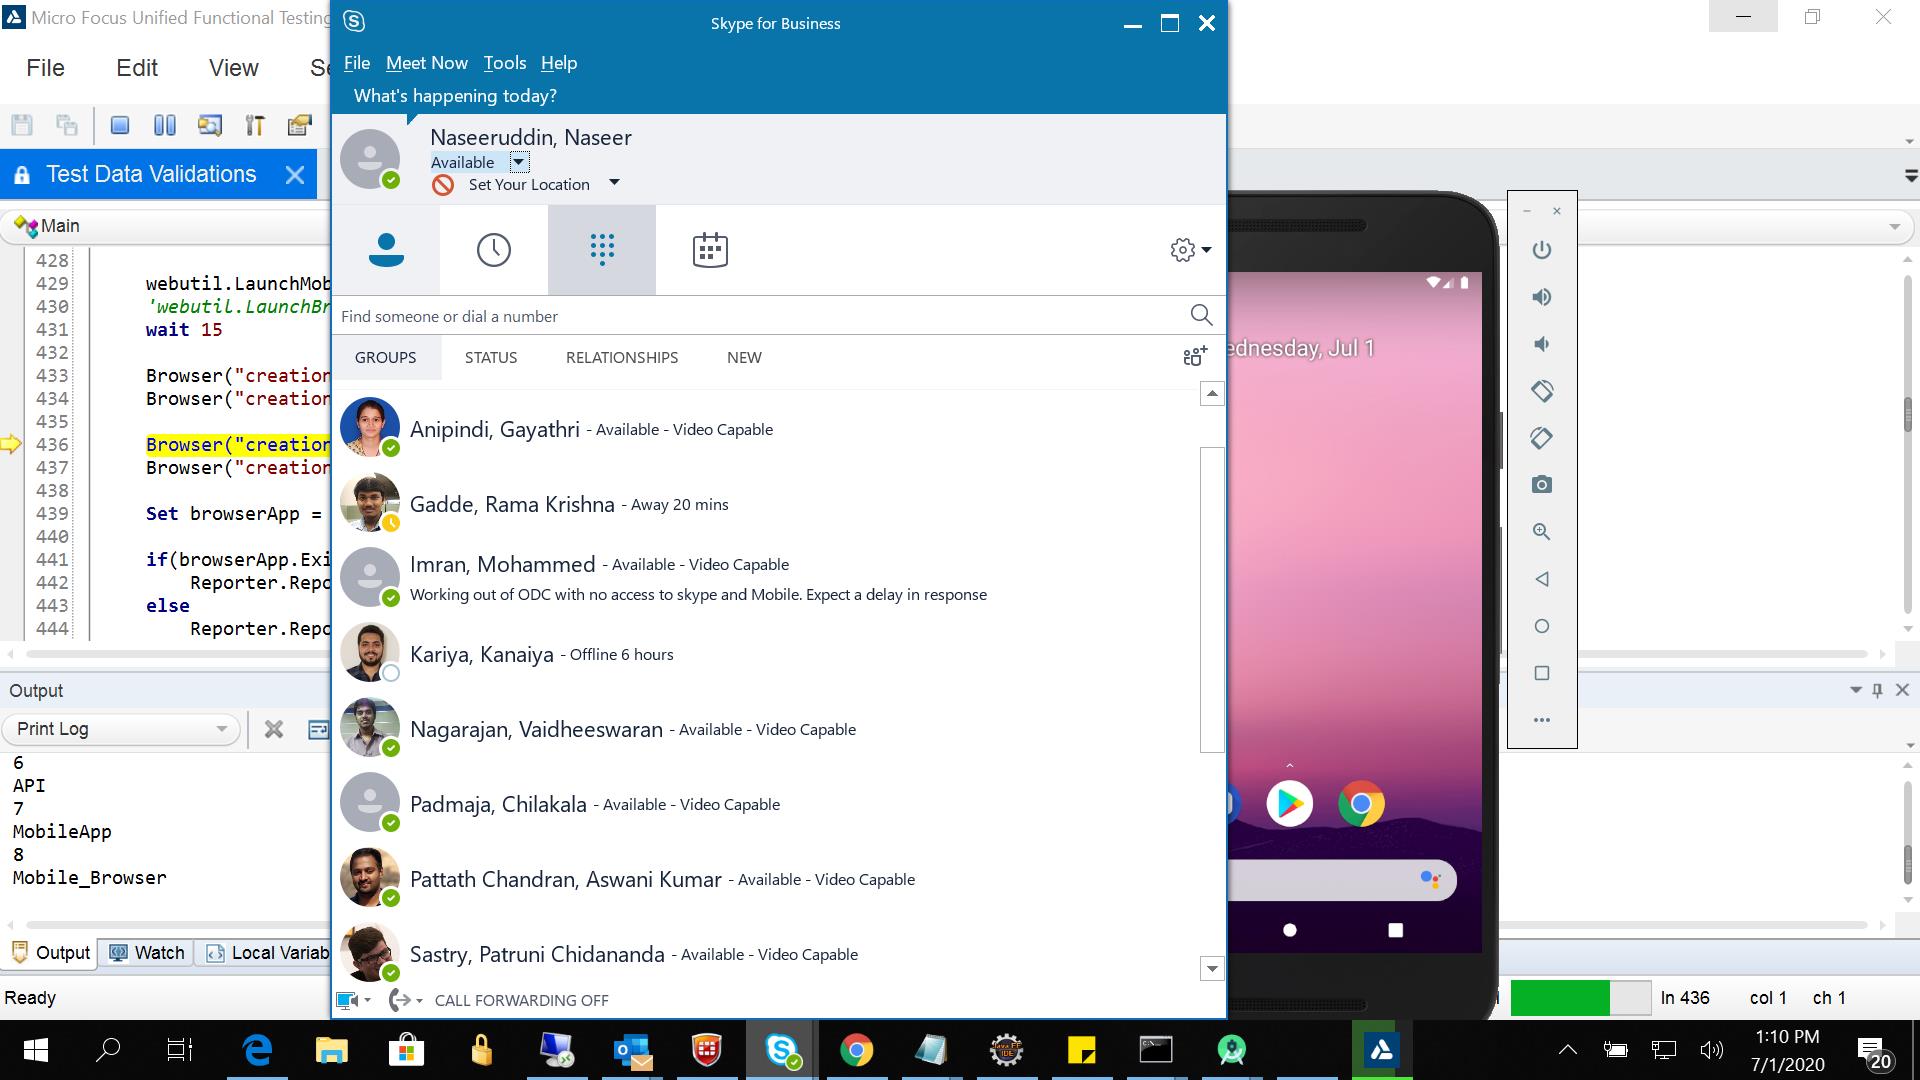 Micro Focus Unified Functional Testing
Skype for Business
File Edit View
File Meet Now Tools Help
What's happening today?
Naseeruddin, Naseer
Available
Set Your Location
Test Data Validations
Main
Find someone or dial a number
GROUPS STATUS RELATIONSHIPS NEW
428
429 webutil.LaunchMob
430 'webutil.LaunchBr
431 wait 15
432
433 Browser("creation
434 Browser("creation
435
436 Browser("creation
437 Browser("creation
438
439 Set browserApp =
440
441 if(browserApp.Exi
442 Reporter.Repo
443 else
444 Reporter.Repo
Anipindi, Gayathri - Available - Video Capable
Gadde, Rama Krishna - Away 20 mins
Imran, Mohammed - Available - Video Capable
Working out of ODC with no access to skype and Mobile. Expect a delay in response
Kariya, Kanaiya - Offline 6 hours
Nagarajan, Vaidheeswaran - Available - Video Capable
Padmaja, Chilakala - Available - Video Capable
Pattath Chandran, Aswani Kumar - Available - Video Capable
Sastry, Patruni Chidananda - Available - Video Capable
CALL FORWARDING OFF
ednesday, Jul 1
Output
Print Log
6
API
7
MobileApp
8
Mobile_Browser
Output Watch Local Variab
Ready
ln 436 col 1 ch 1
1:10 PM
7/1/2020
20